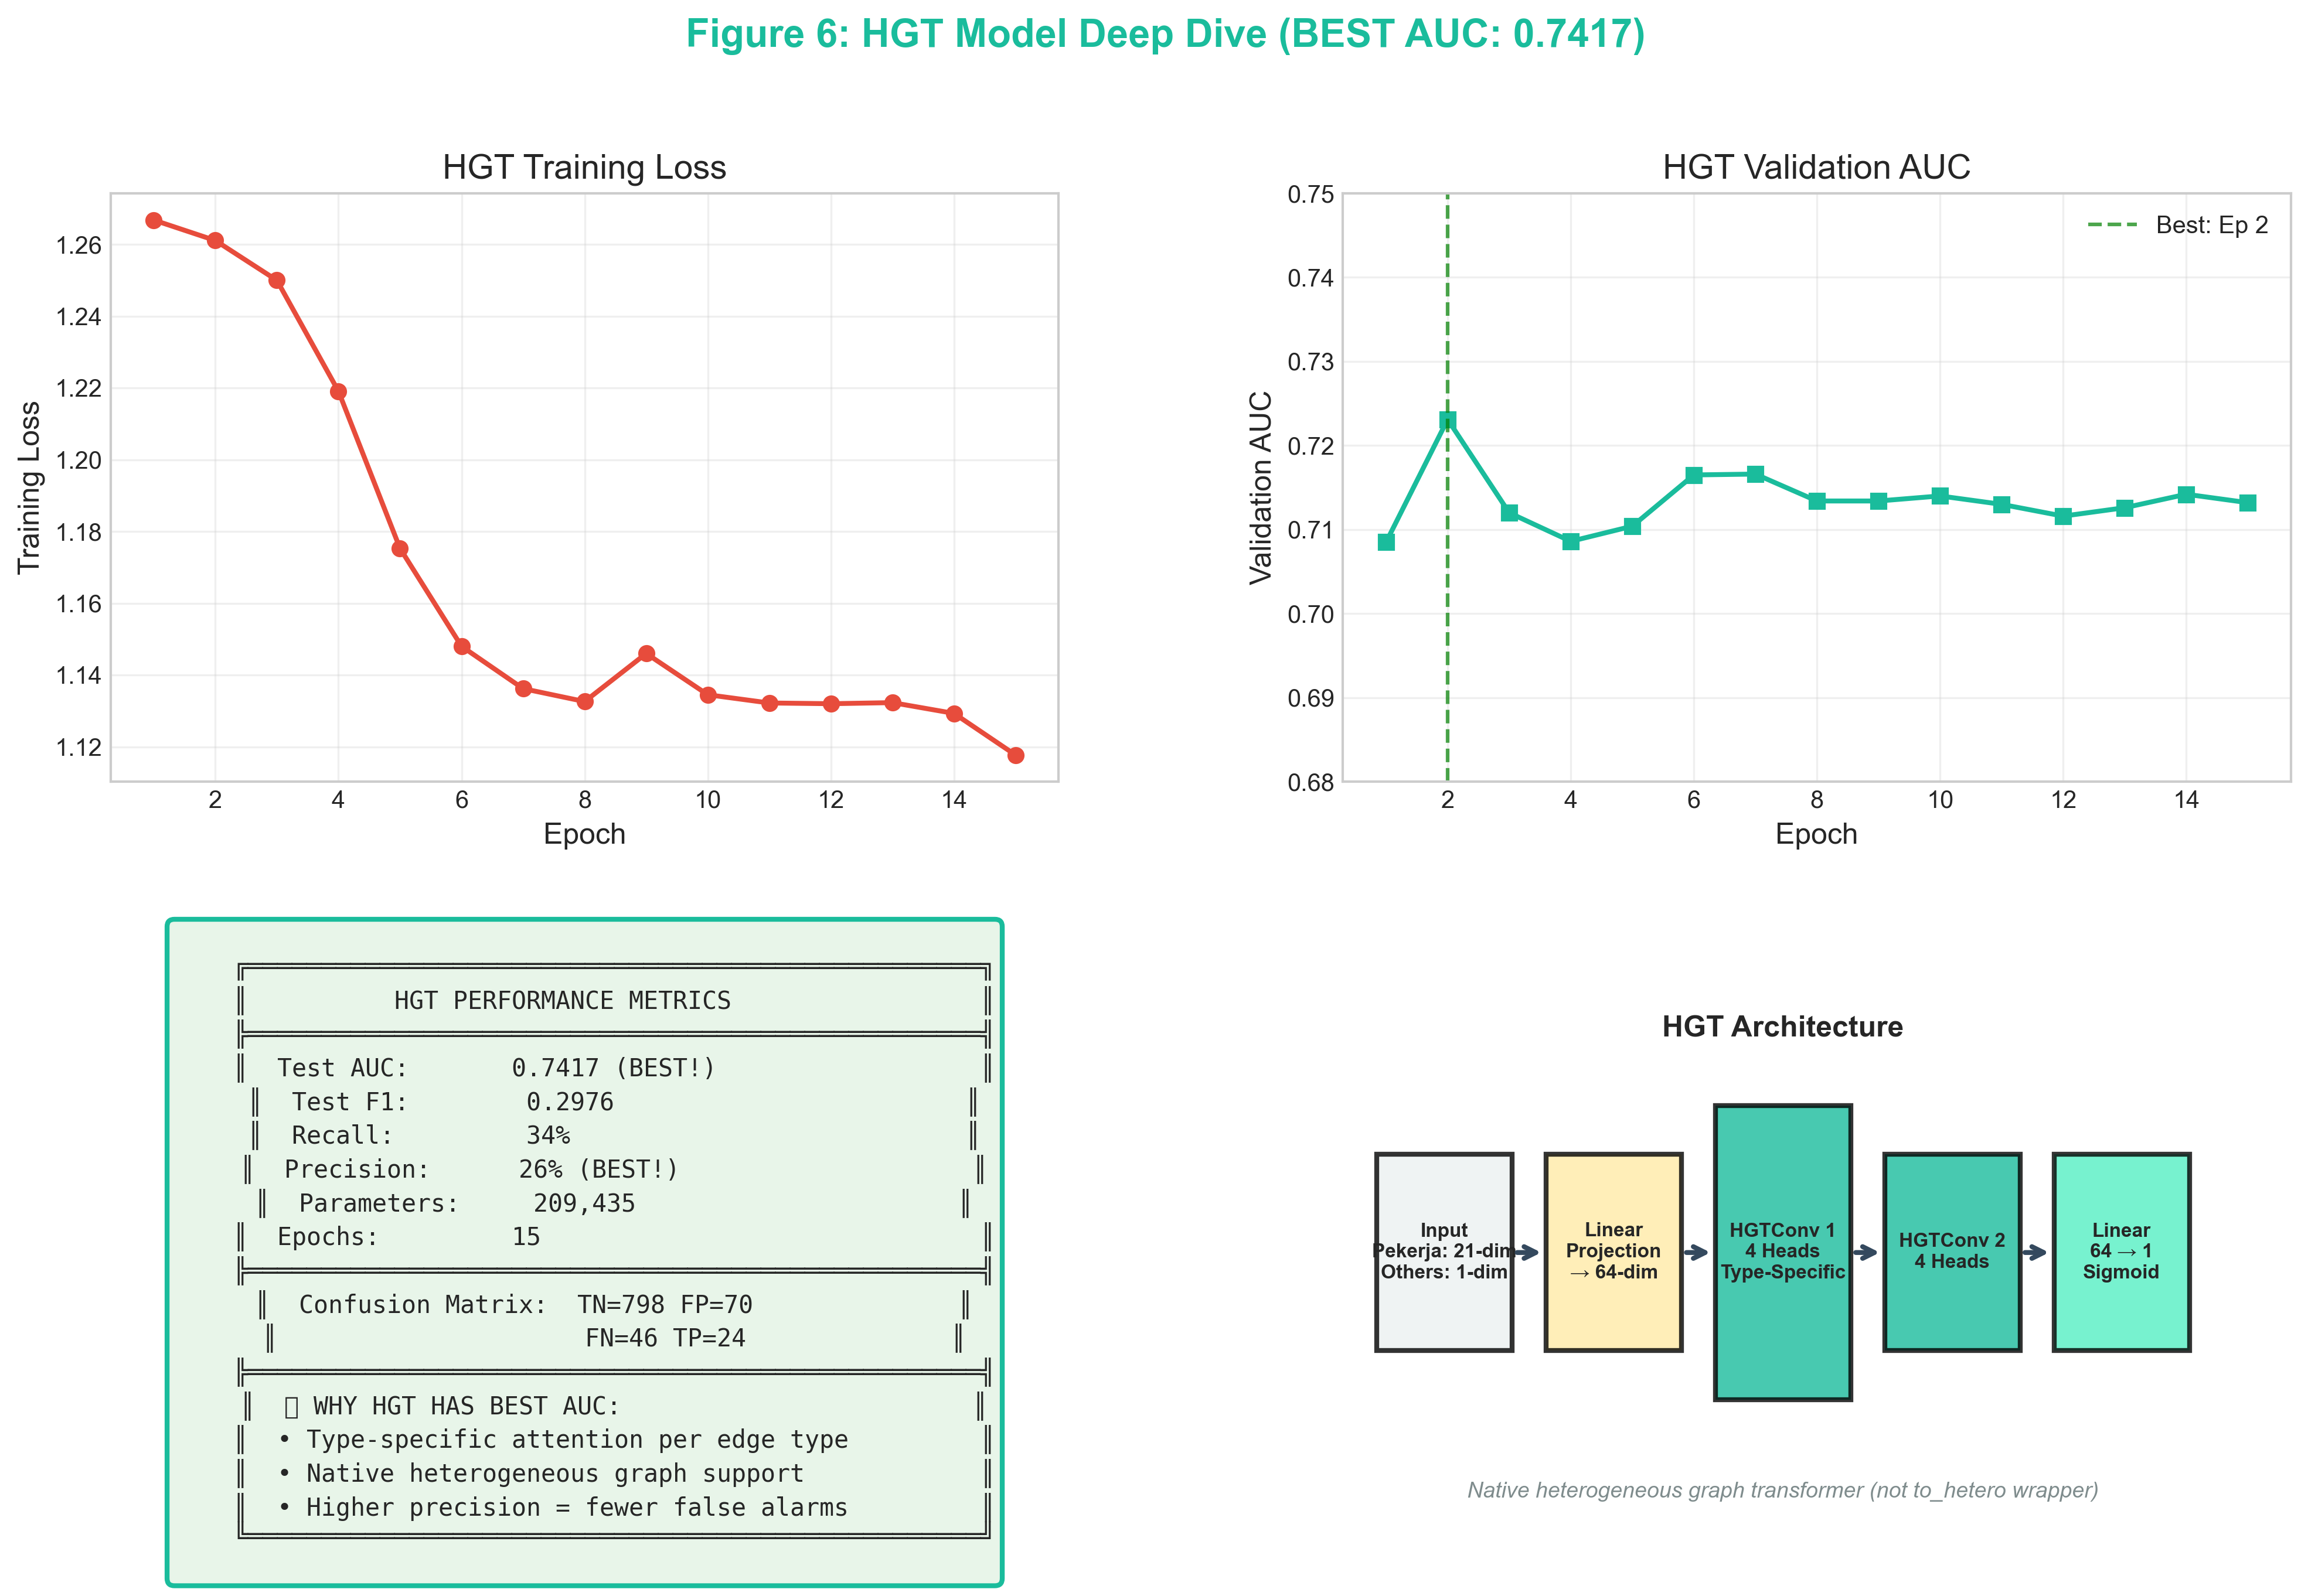 Figure 6: HGT Model Deep Dive (BEST AUC: 0.7417)
HGT Training Loss
1.26
1.24
1.22
1.20
1.18
1.16
1.14
1.12
Training Loss
2 4 6 8 10 12 14
Epoch
HGT Validation AUC
0.75
0.74
0.73
0.72
0.71
0.70
0.69
0.68
Validation AUC
Best: Ep 2
2 4 6 8 10 12 14
Epoch
HGT PERFORMANCE METRICS
Test AUC: 0.7417 (BEST!)
Test F1: 0.2976
Recall: 34%
Precision: 26% (BEST!)
Parameters: 209,435
Epochs: 15
Confusion Matrix: TN=798 FP=70
FN=46 TP=24
WHY HGT HAS BEST AUC:
• Type-specific attention per edge type
• Native heterogeneous graph support
• Higher precision = fewer false alarms
HGT Architecture
Input
Pekerja: 21-dim
Others: 1-dim
Linear
Projection
→ 64-dim
HGTConv 1
4 Heads
Type-Specific
HGTConv 2
4 Heads
Linear
64 → 1
Sigmoid
Native heterogeneous graph transformer (not to_hetero wrapper)